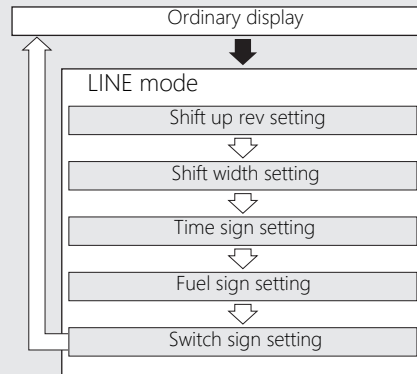 Ordinary display
LINE mode
Shift up rev setting
Shift width setting
Time sign setting
Fuel sign setting
Switch sign setting